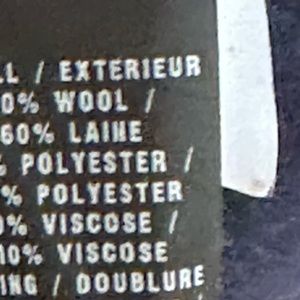 LL / EXTERIEUR
0% WOOL /
60% LAINE
% POLYESTER /
% POLYESTER
0% VISCOSE /
10% VISCOSE
ING / DOUBLURE